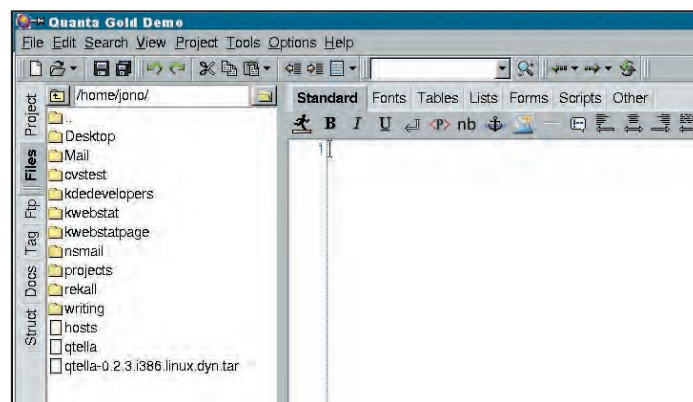 Quanta Gold Demo
File Edit Search View Project Tools Options Help
/home/jono/
Standard Fonts Tables Lists Forms Scripts Other
B I U <P> nb
1
Project
Files
Ftp
Tag
Docs
Struct
..
Desktop
Mail
cvstest
kdedevelopers
kwebstat
kwebstatpage
nsmail
projects
rekall
writing
hosts
qtella
qtella-0.2.3.i386.linux.dyn.tar